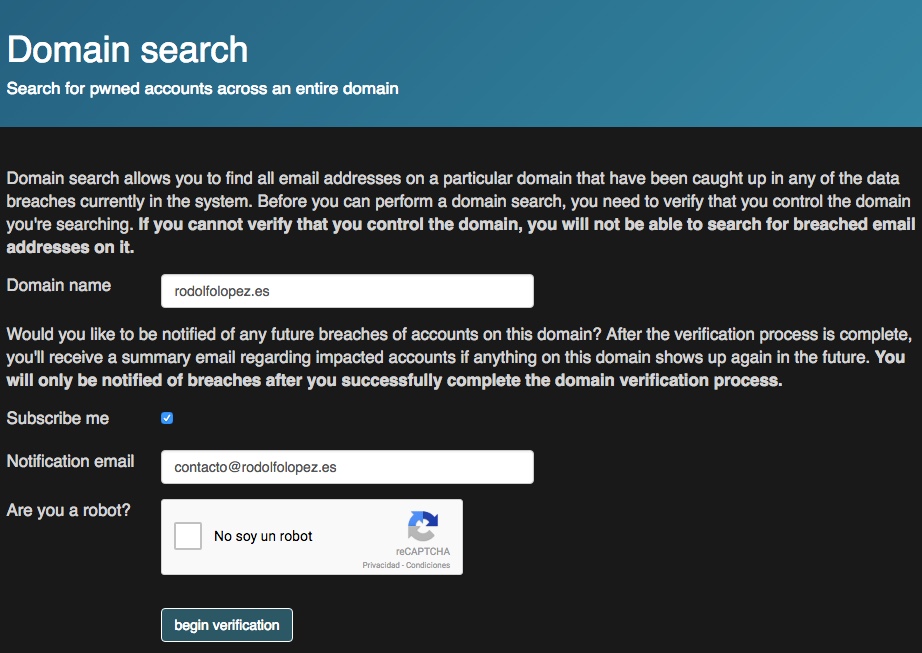 Domain search
Search for pwned accounts across an entire domain
Domain search allows you to find all email addresses on a particular domain that have been caught up in any of the data
breaches currently in the system. Before you can perform a domain search, you need to verify that you control the domain
you're searching. If you cannot verify that you control the domain, you will not be able to search for breached email
addresses on it.
Domain name
rodolfolopez.es
Would you like to be notified of any future breaches of accounts on this domain? After the verification process is complete,
you'll receive a summary email regarding impacted accounts if anything on this domain shows up again in the future. You
will only be notified of breaches after you successfully complete the domain verification process.
Subscribe me
Notification email
contacto@rodolfolopez.es
Are you a robot?
No soy un robot
reCAPTCHA
Privacidad - Condiciones
begin verification